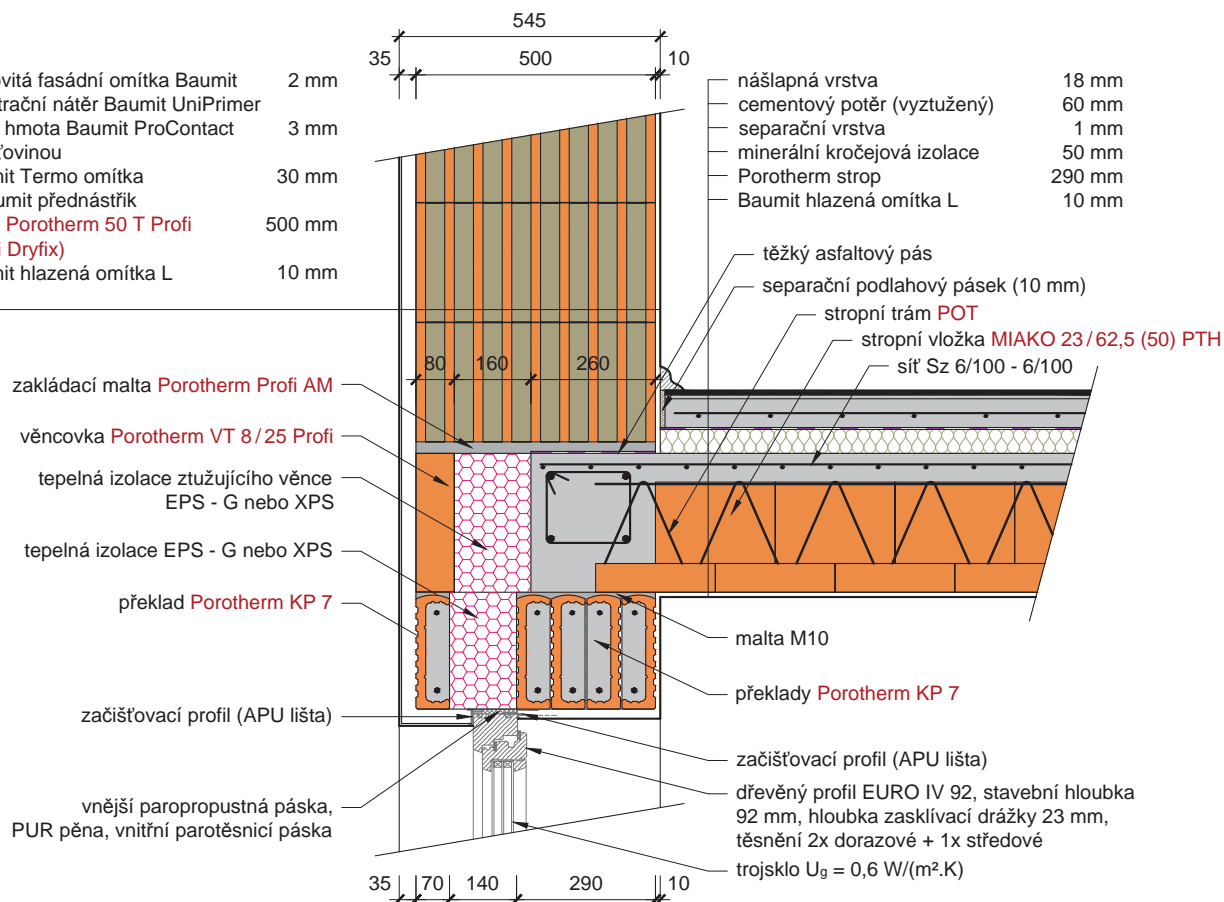 545
35 500 10
ovitá fasádní omítka Baumit 2 mm
trační nátěr Baumit UniPrimer
hmota Baumit ProContact 3 mm
ťovinou
nit Termo omítka 30 mm
umit přednástřik
Porotherm 50 T Profi 500 mm
i Dryfix)
nit hlazená omítka L 10 mm
nášlapná vrstva 18 mm
cementový potěr (vyztužený) 60 mm
separační vrstva 1 mm
minerální kročejová izolace 50 mm
Porotherm strop 290 mm
Baumit hlazená omítka L 10 mm
těžký asfaltový pás
separační podlahový pásek (10 mm)
stropní trám POT
stropní vložka MIAKO 23/62,5 (50) PTH
síť Sz 6/100 - 6/100
80 160 260
zakládací malta Porotherm Profi AM
věncovka Porotherm VT 8/25 Profi
tepelná izolace ztužujícího věnce
EPS - G nebo XPS
tepelná izolace EPS - G nebo XPS
překlad Porotherm KP 7
malta M10
překlady Porotherm KP 7
začišťovací profil (APU lišta)
začišťovací profil (APU lišta)
vnější paropropustná páska,
PUR pěna, vnitřní parotěsnicí páska
dřevěný profil EURO IV 92, stavební hloubka
92 mm, hloubka zasklívací drážky 23 mm,
těsnění 2x dorazové + 1x středové
trojsklo Ug = 0,6 W/(m².K)
35 70 140 290 10